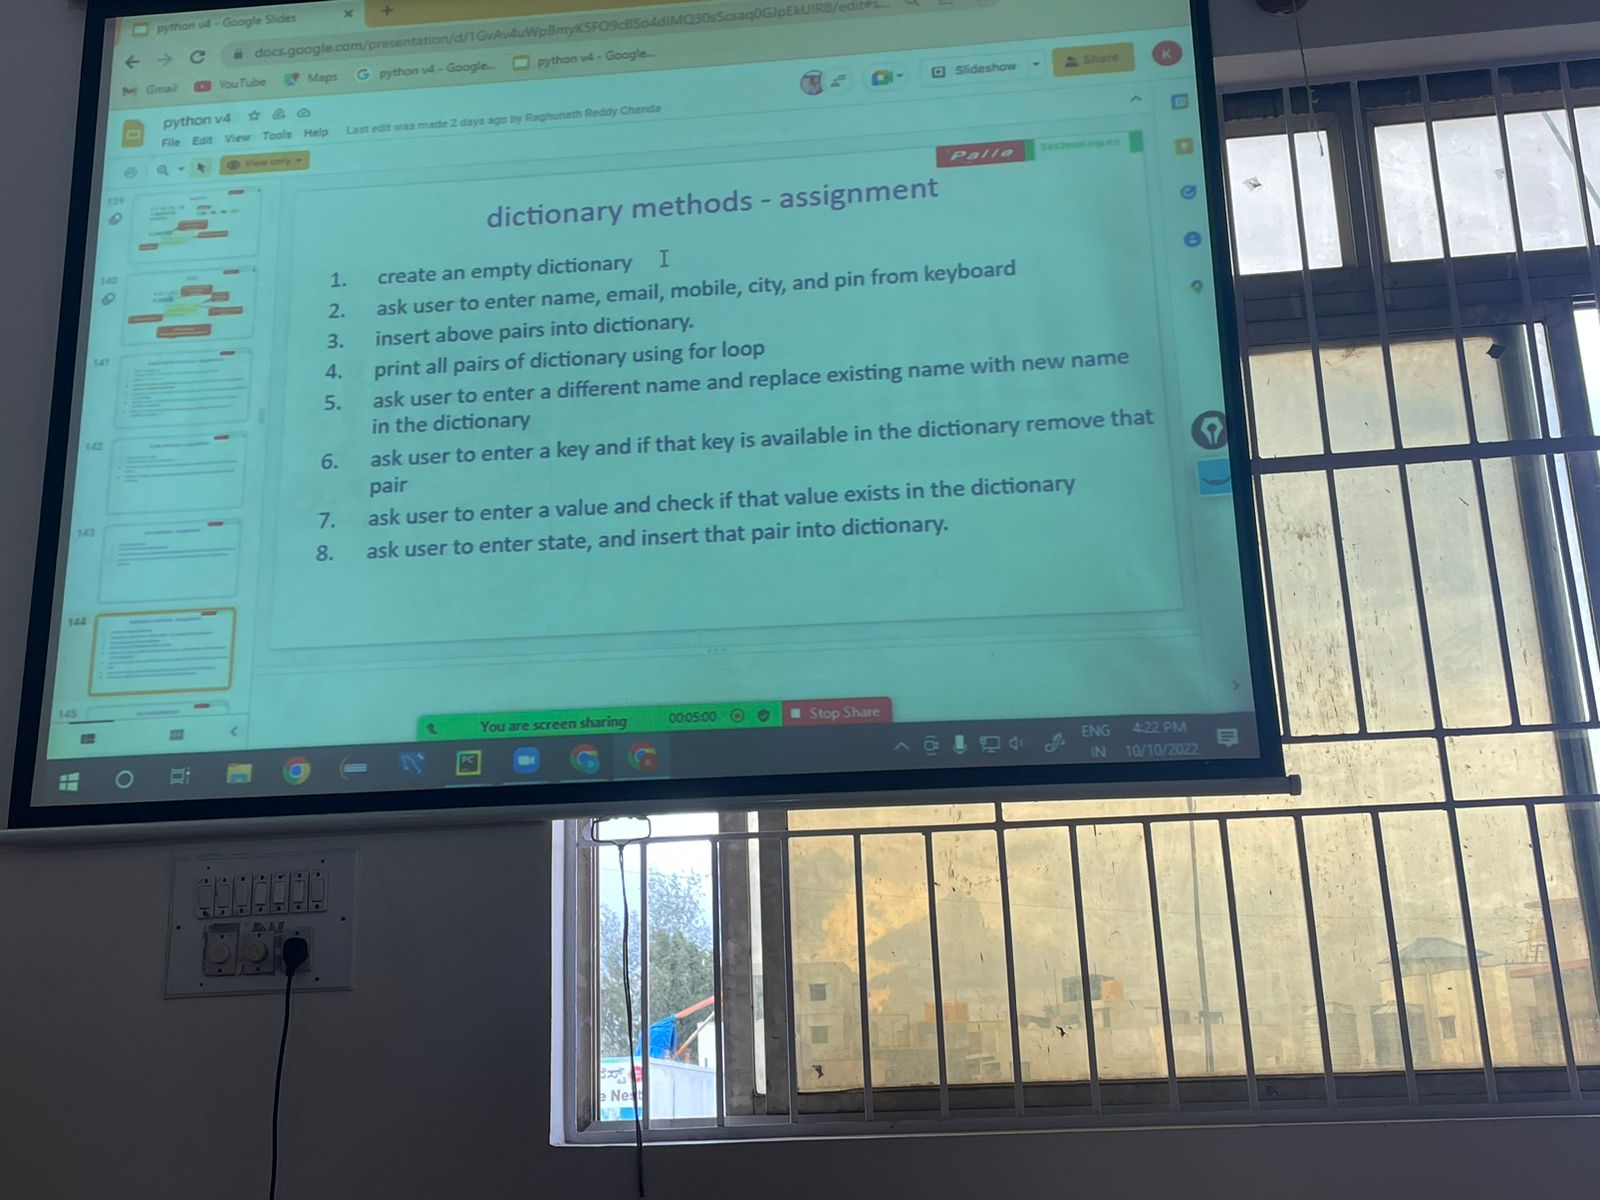 python v4 - Google Slides
docs.google.com/presentation/d/
Gmail YouTube Maps python v4 - Google... python v4 - Google...
python v4
File Edit View Tools Help Last edit was made 2 days ago by Raghunath Reddy Chanda
Slideshow Share K
View only
Palle Technologies
139
140
141
142
143
144
145
dictionary methods - assignment
1. create an empty dictionary
2. ask user to enter name, email, mobile, city, and pin from keyboard
3. insert above pairs into dictionary.
4. print all pairs of dictionary using for loop
5. ask user to enter a different name and replace existing name with new name
in the dictionary
6. ask user to enter a key and if that key is available in the dictionary remove that
pair
7. ask user to enter a value and check if that value exists in the dictionary
8. ask user to enter state, and insert that pair into dictionary.
You are screen sharing 00:05:00 Stop Share
PC
ENG 4:22 PM
IN 10/10/2022